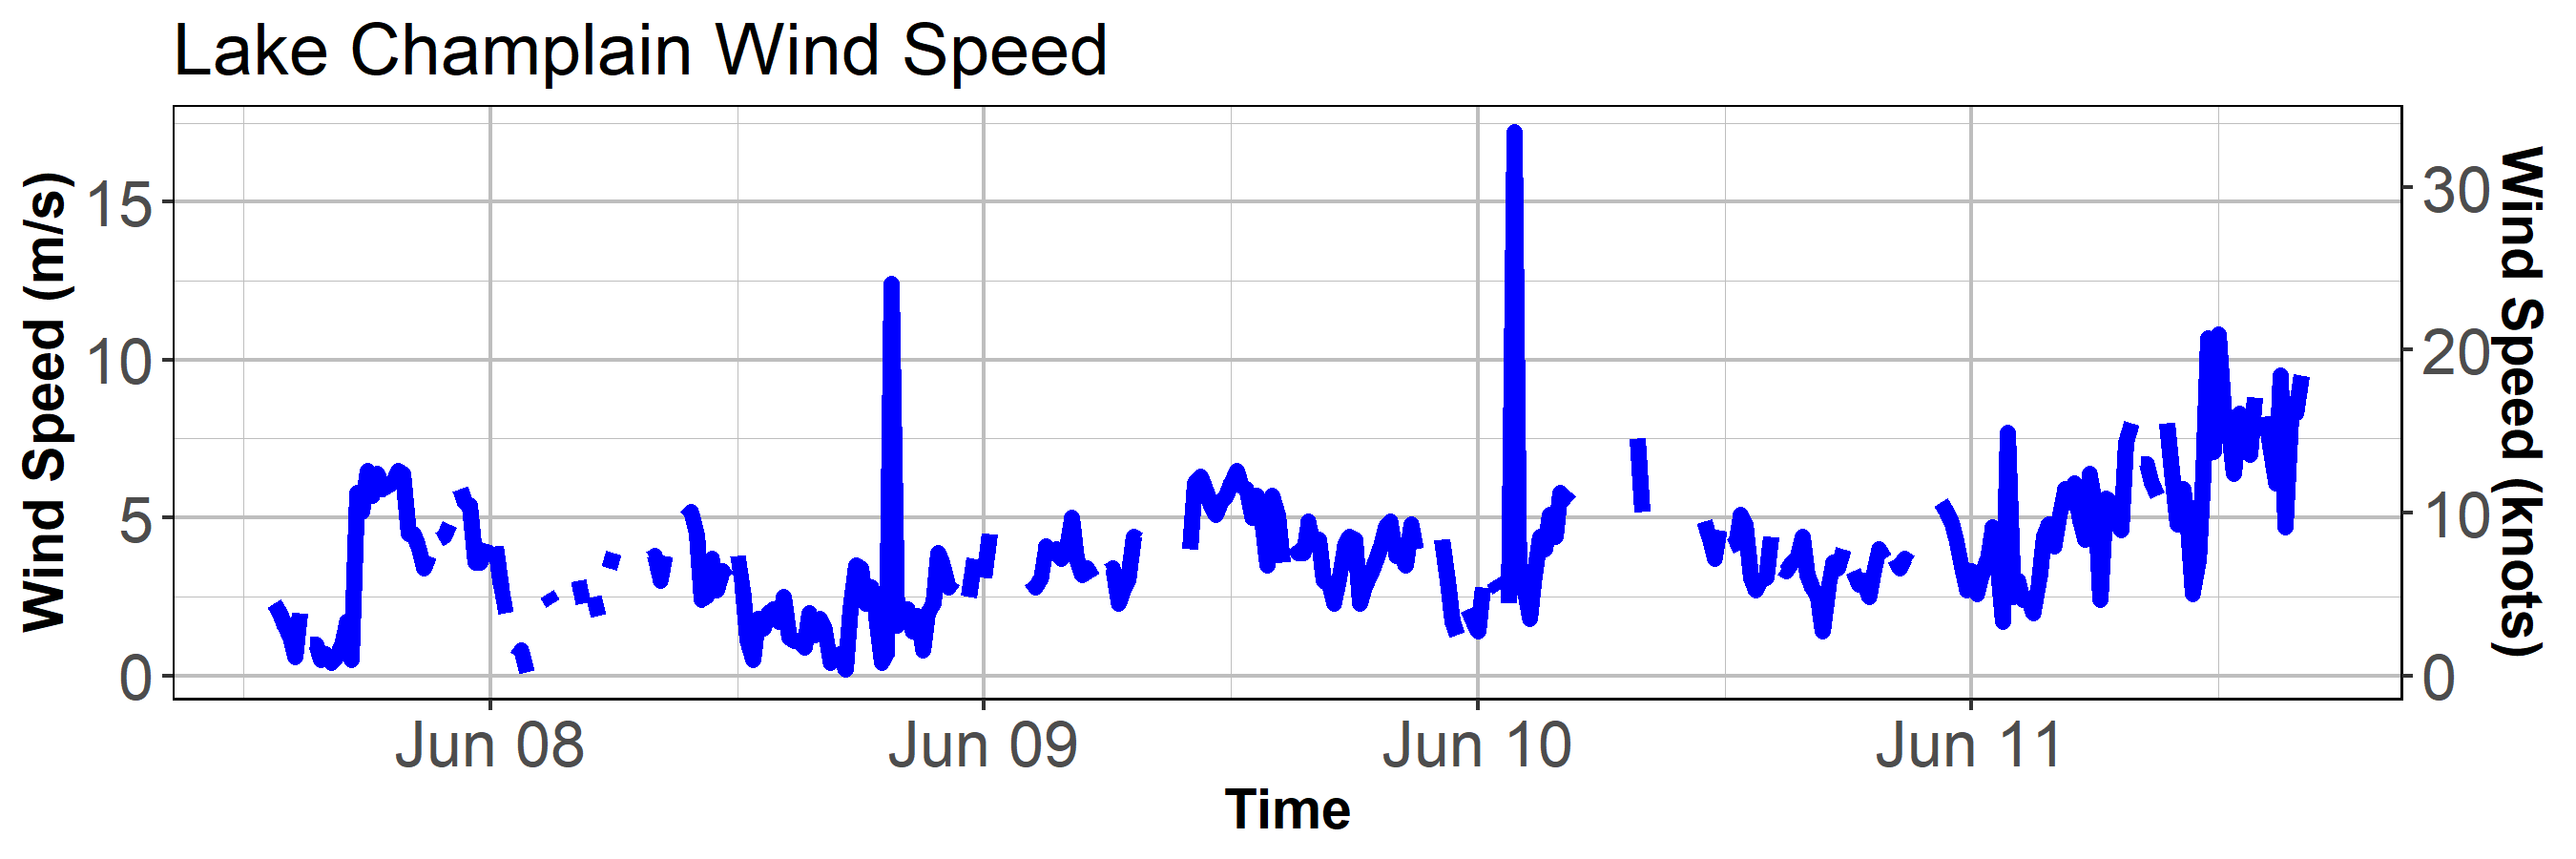 Lake Champlain Wind Speed
Wind Speed (m/s)
15
10
5
0
30
20
10
0
Wind Speed (knots)
Jun 08 Jun 09 Jun 10 Jun 11
Time